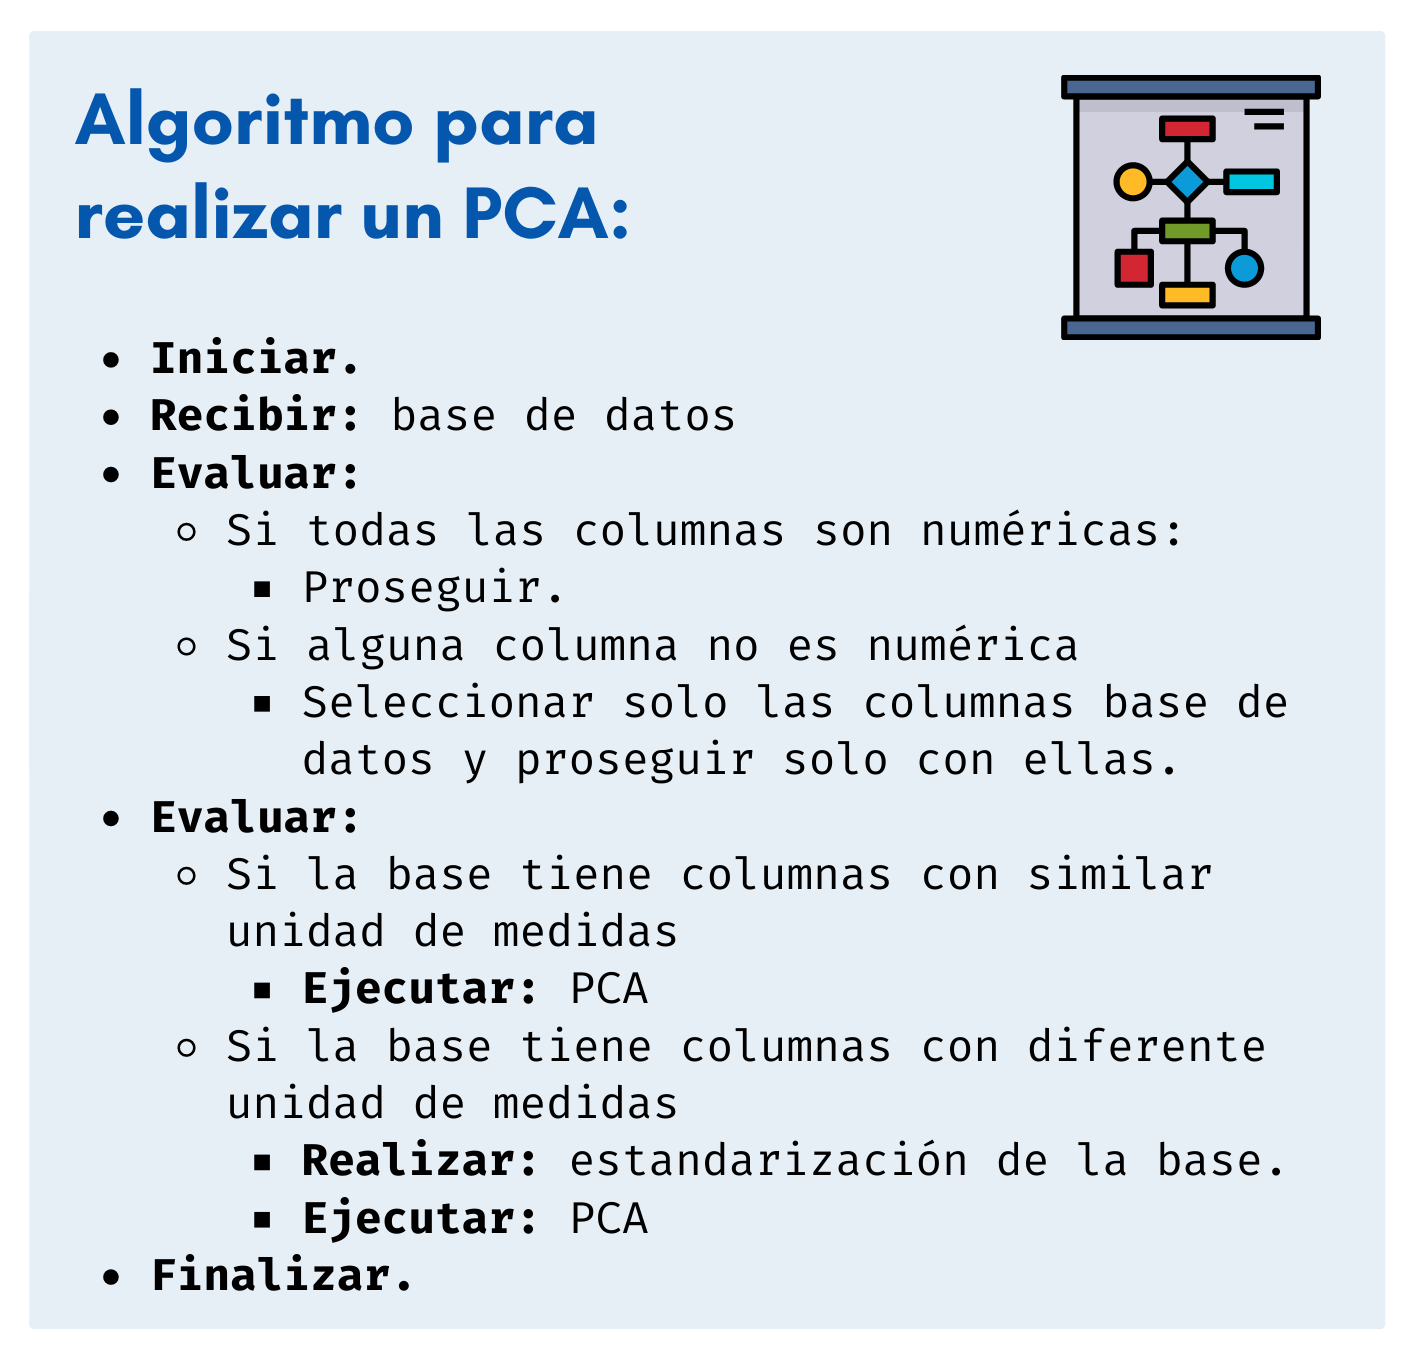 Algoritmo para
realizar un PCA:
• Iniciar.
• Recibir: base de datos
• Evaluar:
◦ Si todas las columnas son numéricas:
▪ Proseguir.
◦ Si alguna columna no es numérica
▪ Seleccionar solo las columnas base de
datos y proseguir solo con ellas.
• Evaluar:
◦ Si la base tiene columnas con similar
unidad de medidas
▪ Ejecutar: PCA
◦ Si la base tiene columnas con diferente
unidad de medidas
▪ Realizar: estandarización de la base.
▪ Ejecutar: PCA
• Finalizar.